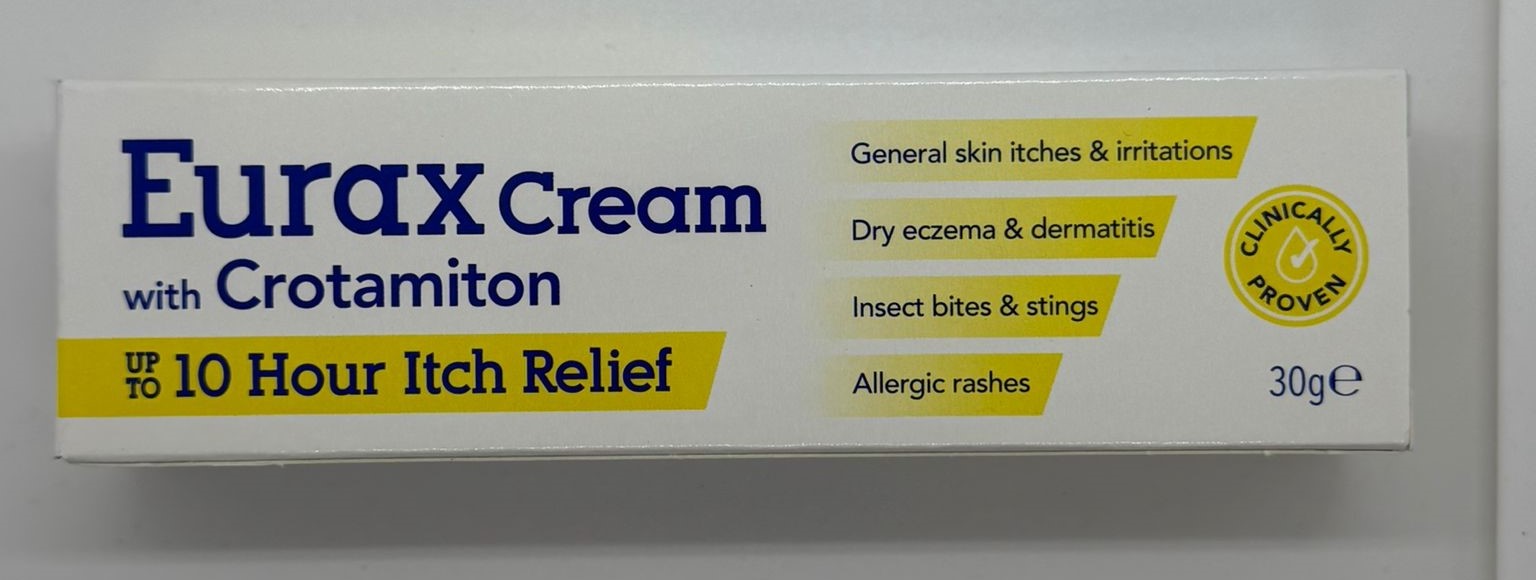 Eurax Cream
with Crotamiton
UP TO 10 Hour Itch Relief
General skin itches & irritations
Dry eczema & dermatitis
Insect bites & stings
Allergic rashes
CLINICALLY
PROVEN
30g℮